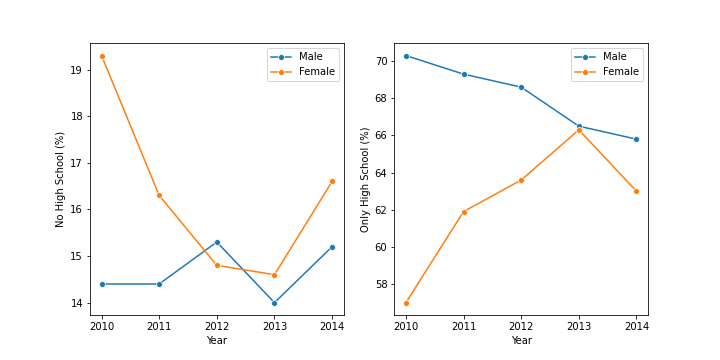 Male
Female
No High School (%)
19
18
17
16
15
14
2010 2011 2012 2013 2014
Year
Male
Female
Only High School (%)
70
68
66
64
62
60
58
2010 2011 2012 2013 2014
Year